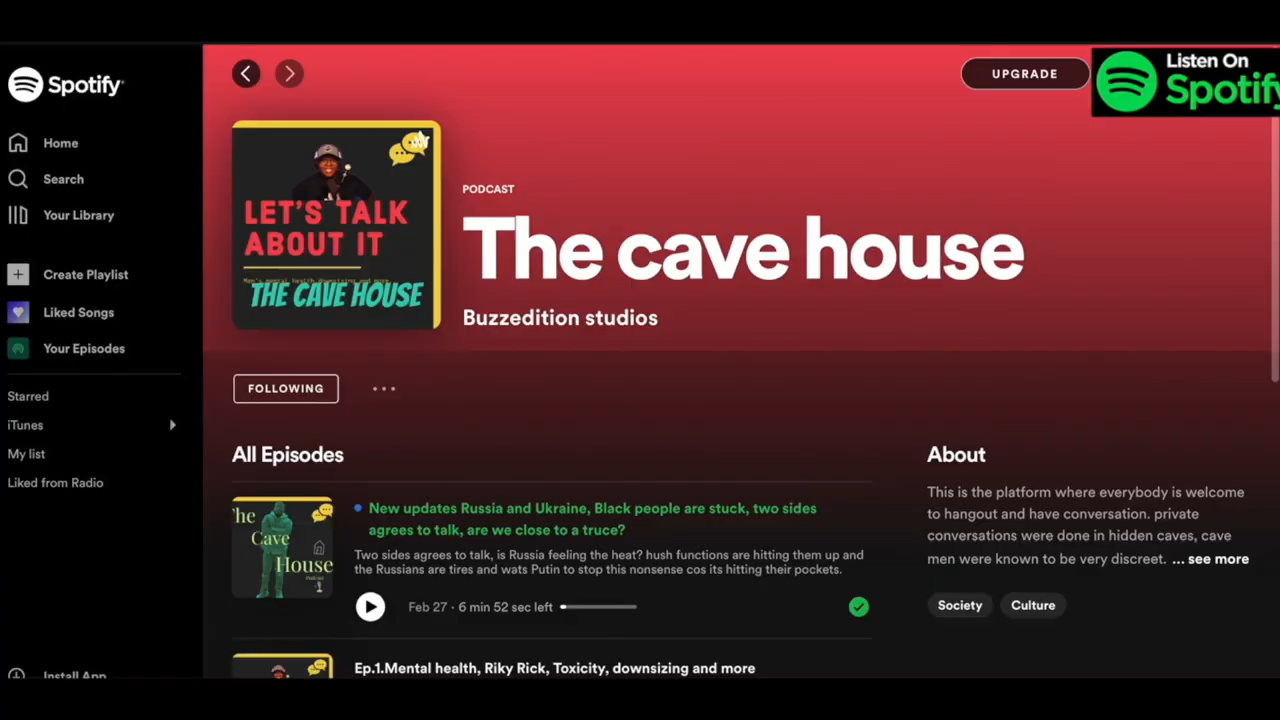 Spotify
Home
Search
Your Library
Create Playlist
Liked Songs
Your Episodes
Starred
iTunes
My list
Liked from Radio
Install App
UPGRADE
Listen On
Spotify
LET'S TALK
ABOUT IT
Men's mental health
THE CAVE HOUSE
PODCAST
The cave house
Buzzedition studios
FOLLOWING
All Episodes
The
Cave
House
New updates Russia and Ukraine, Black people are stuck, two sides
agrees to talk, are we close to a truce?
Two sides agrees to talk, is Russia feeling the heat? hush functions are hitting them up and
the Russians are tires and wats Putin to stop this nonsense cos its hitting their pockets.
Feb 27 · 6 min 52 sec left
Ep.1.Mental health, Riky Rick, Toxicity, downsizing and more
About
This is the platform where everybody is welcome
to hangout and have conversation. private
conversations were done in hidden caves, cave
men were known to be very discreet. ... see more
Society
Culture